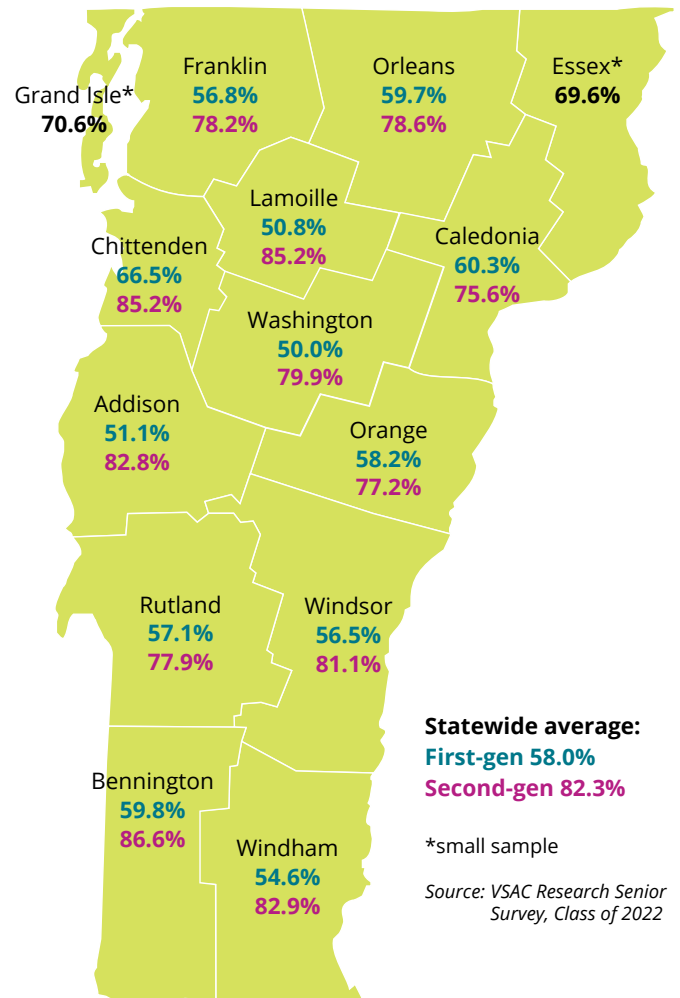 Grand Isle*
70.6%
Franklin
56.8%
78.2%
Orleans
59.7%
78.6%
Essex*
69.6%
Lamoille
50.8%
85.2%
Chittenden
66.5%
85.2%
Caledonia
60.3%
75.6%
Washington
50.0%
79.9%
Addison
51.1%
82.8%
Orange
58.2%
77.2%
Rutland
57.1%
77.9%
Windsor
56.5%
81.1%
Bennington
59.8%
86.6%
Windham
54.6%
82.9%
Statewide average:
First-gen 58.0%
Second-gen 82.3%
*small sample
Source: VSAC Research Senior
Survey, Class of 2022